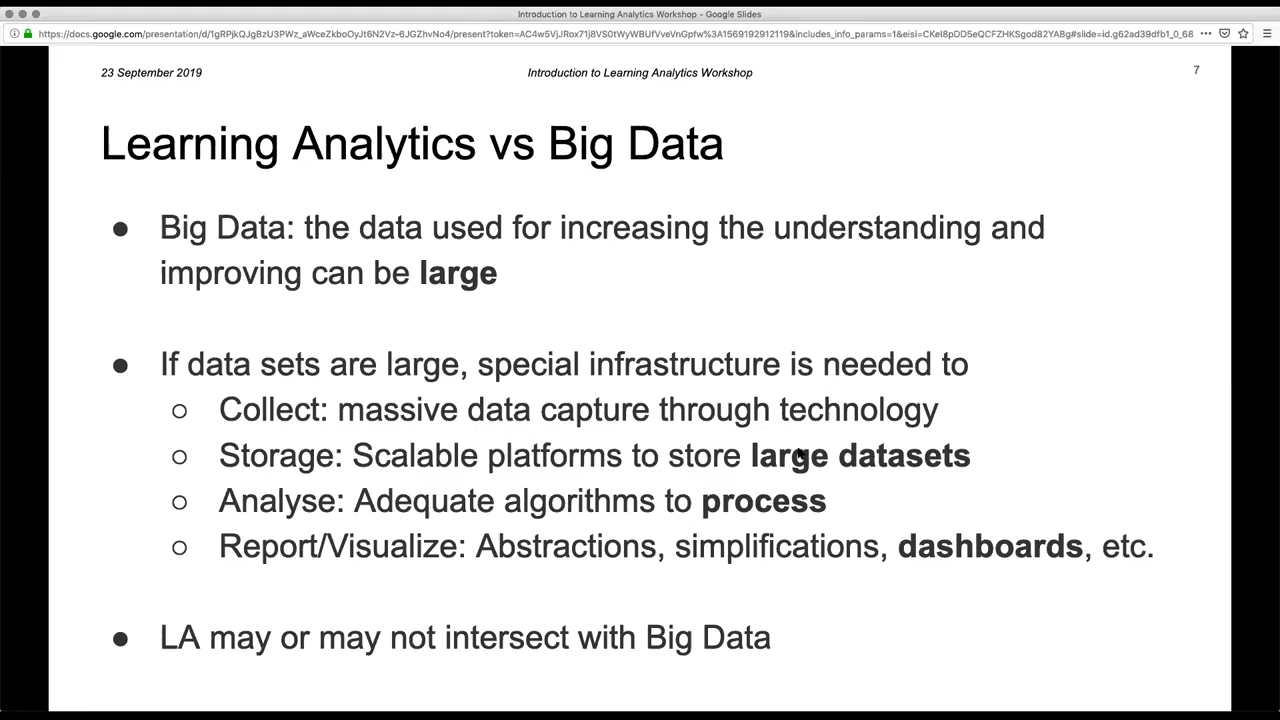 Introduction to Learning Analytics Workshop - Google Slides
23 September 2019
Introduction to Learning Analytics Workshop
7
Learning Analytics vs Big Data
● Big Data: the data used for increasing the understanding and
improving can be large
● If data sets are large, special infrastructure is needed to
○ Collect: massive data capture through technology
○ Storage: Scalable platforms to store large datasets
○ Analyse: Adequate algorithms to process
○ Report/Visualize: Abstractions, simplifications, dashboards, etc.
● LA may or may not intersect with Big Data